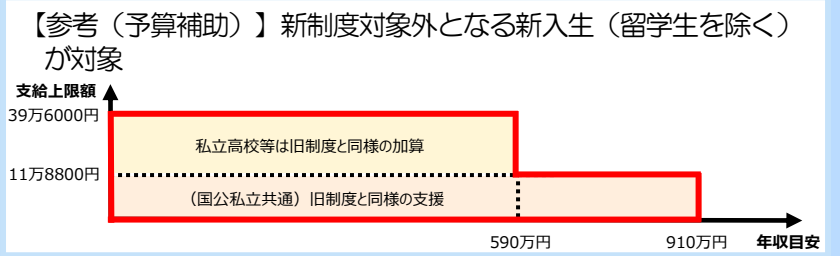 【参考（予算補助）】新制度対象外となる新入生（留学生を除く）
が対象
支給上限額
39万6000円
私立高校等は旧制度と同様の加算
11万8800円
（国公私立共通）旧制度と同様の支援
590万円
910万円
年収目安